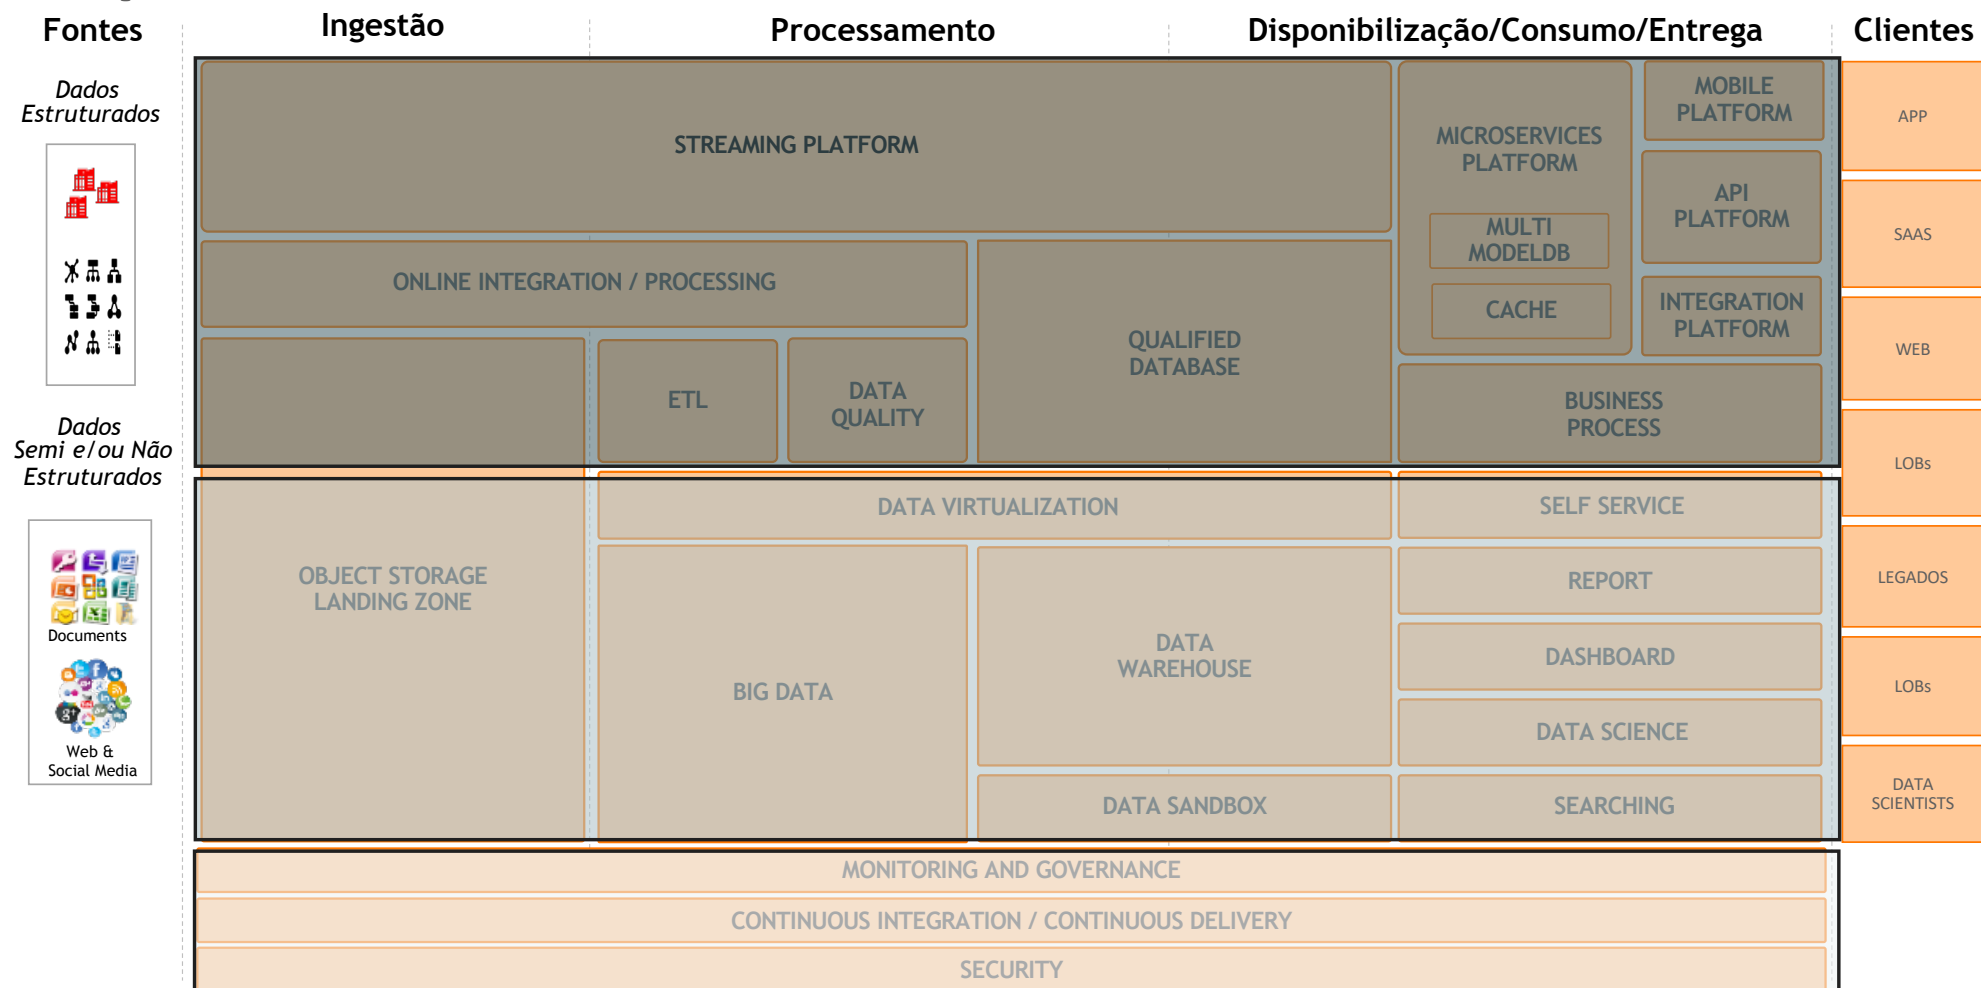 Fontes
Ingestão
Processamento
Disponibilização/Consumo/Entrega
Clientes
Dados
Estruturados
Dados
Semi e/ou Não
Estruturados
Documents
Web &
Social Media
STREAMING PLATFORM
ONLINE INTEGRATION / PROCESSING
ETL
DATA
QUALITY
QUALIFIED
DATABASE
MICROSERVICES
PLATFORM
MULTI
MODELDB
CACHE
MOBILE
PLATFORM
API
PLATFORM
INTEGRATION
PLATFORM
BUSINESS
PROCESS
OBJECT STORAGE
LANDING ZONE
DATA VIRTUALIZATION
BIG DATA
DATA
WAREHOUSE
DATA SANDBOX
SELF SERVICE
REPORT
DASHBOARD
DATA SCIENCE
SEARCHING
MONITORING AND GOVERNANCE
CONTINUOUS INTEGRATION / CONTINUOUS DELIVERY
SECURITY
APP
SAAS
WEB
LOBs
LEGADOS
LOBs
DATA
SCIENTISTS